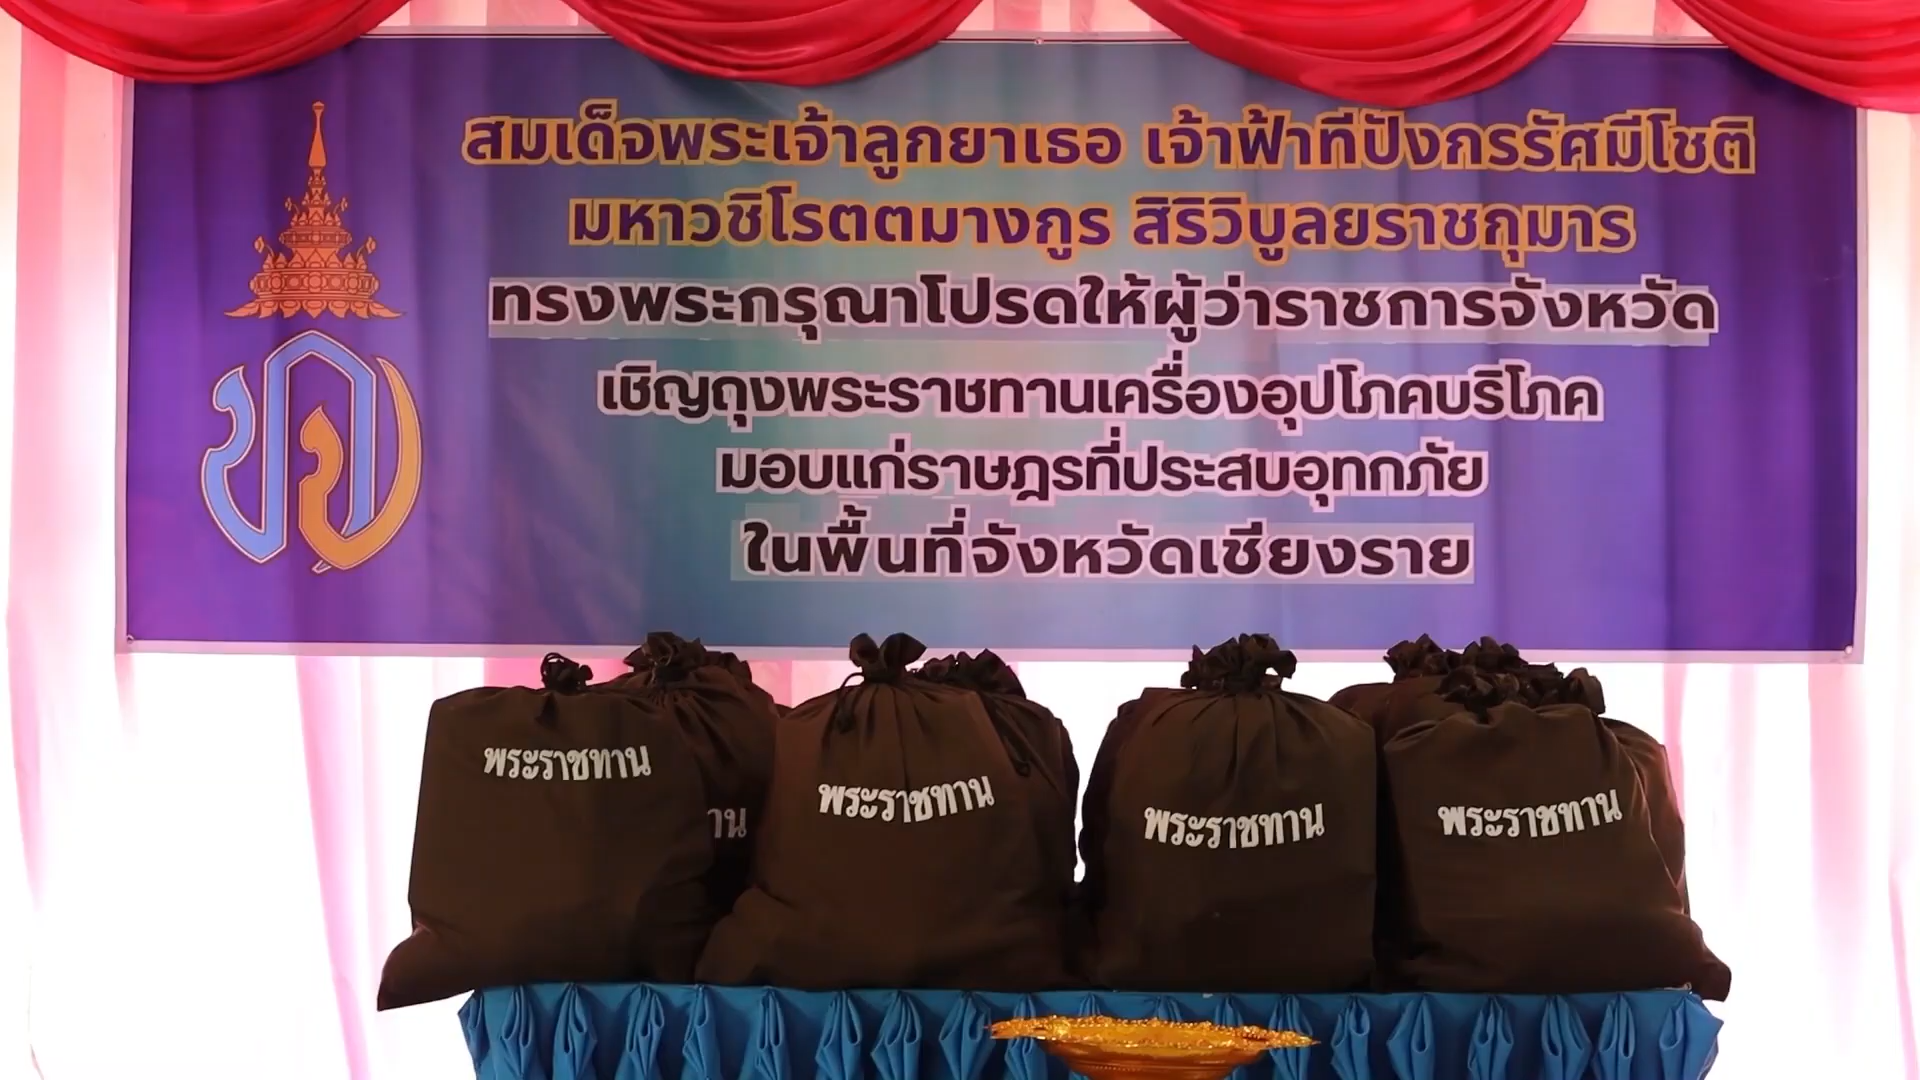 สมเด็จพระเจ้าลูกยาเธอ เจ้าฟ้าทีปังกรรัศมีโชติ
มหาวชิโรตตมางกูร สิริวิบูลยราชกุมาร
ทรงพระกรุณาโปรดให้ผู้ว่าราชการจังหวัด
เชิญถุงพระราชทานเครื่องอุปโภคบริโภค
มอบแก่ราษฎรที่ประสบอุทกภัย
ในพื้นที่จังหวัดเชียงราย
พระราชทาน
าน
พระราชทาน
พระราชทาน
พระราชทาน